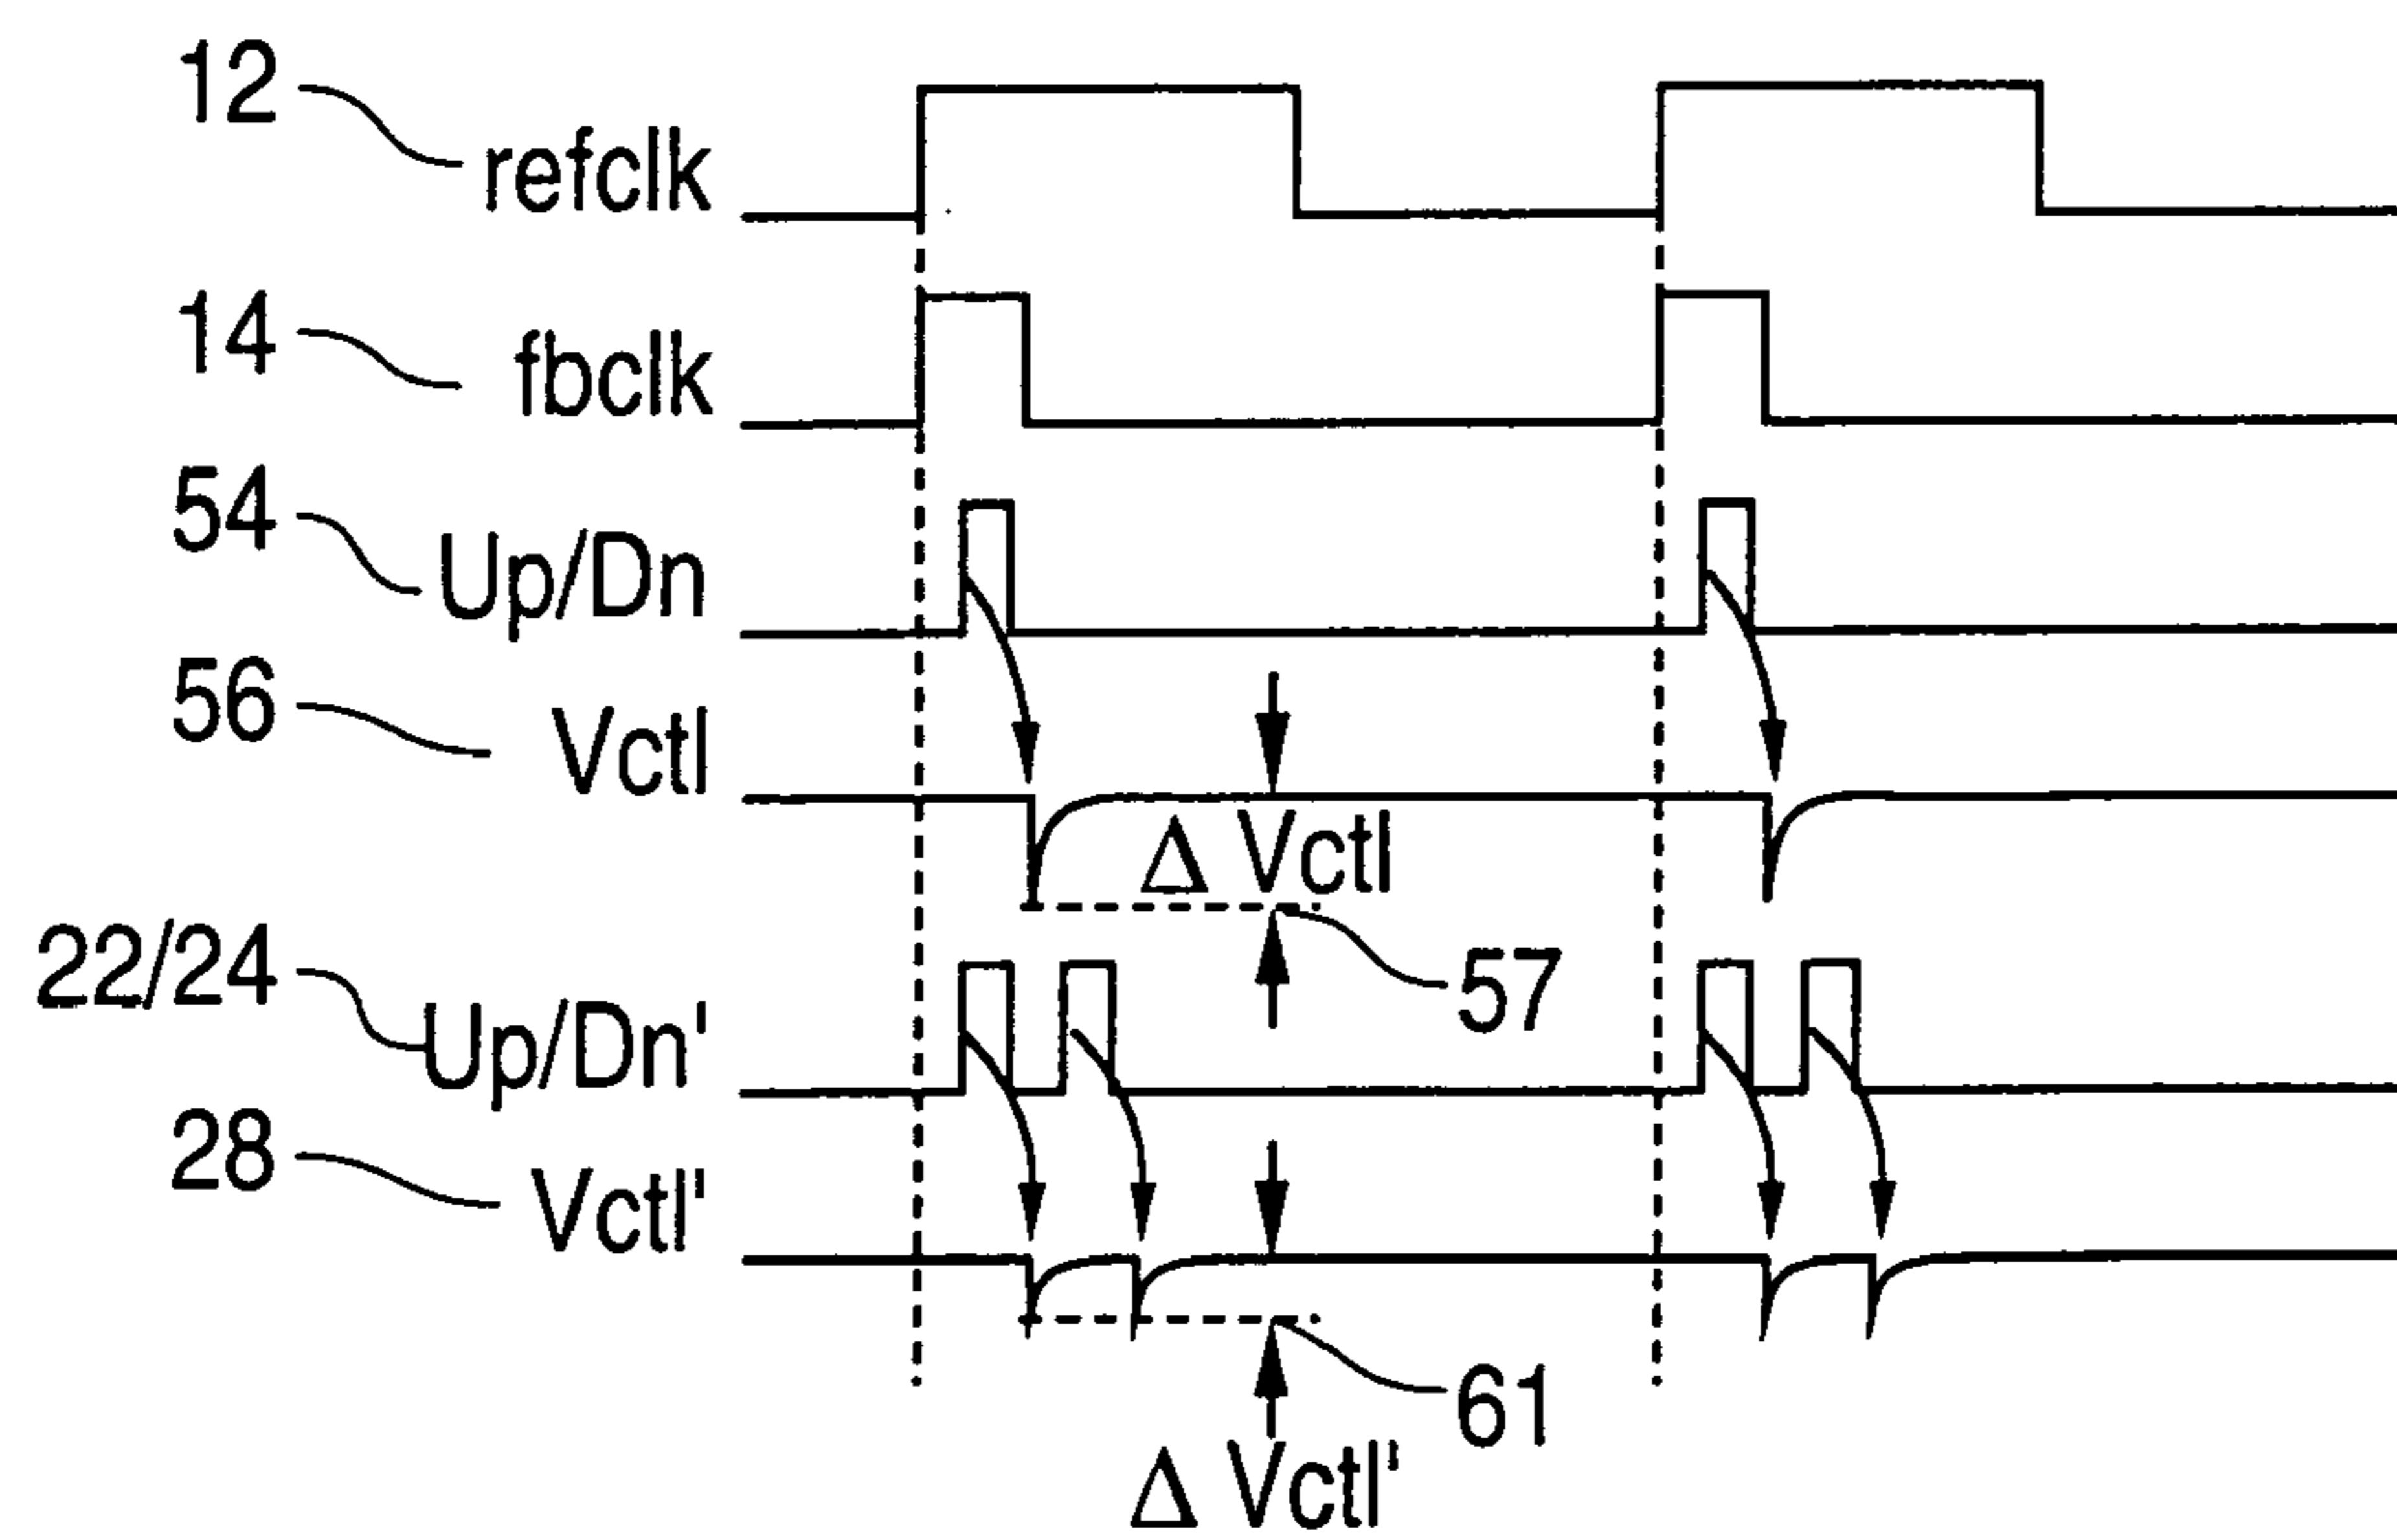 12
refclk
14
fbclk
54
Up/Dn
56
Vctl
Δ Vctl
57
22/24
Up/Dn'
28
Vctl'
61
Δ Vctl'